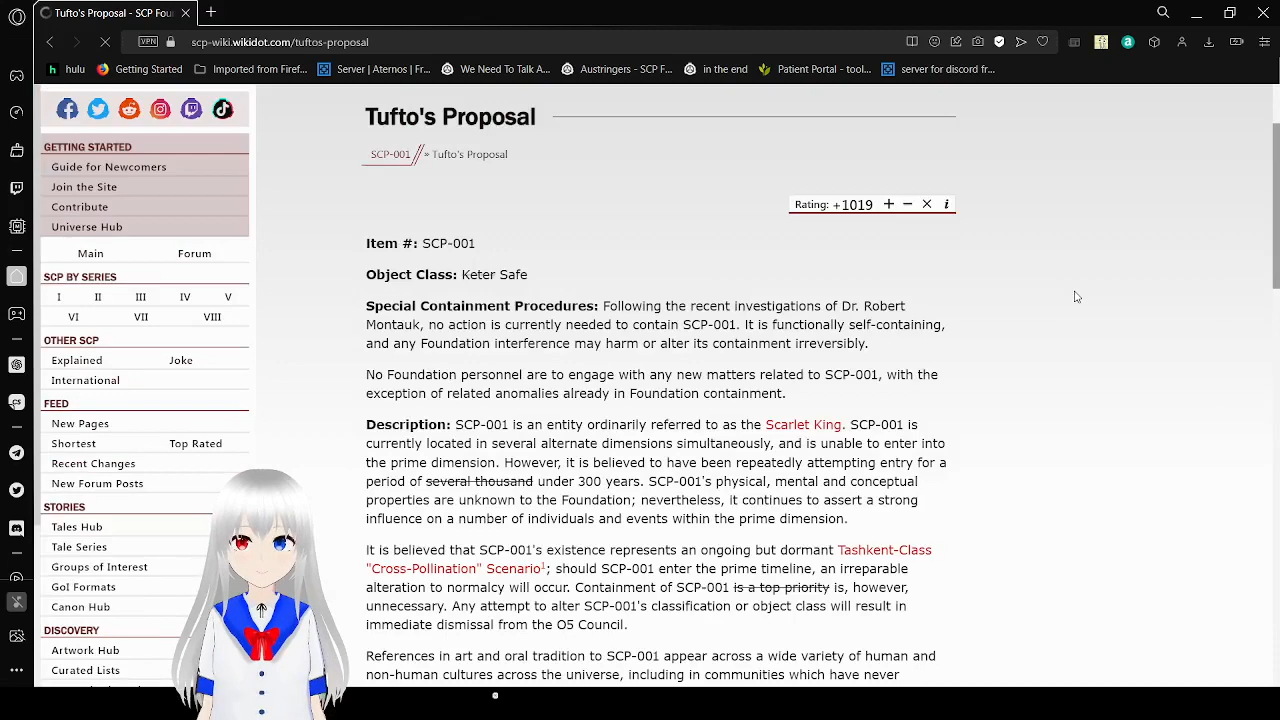 Tufto's Proposal - SCP Fou
VPN
scp-wiki.wikidot.com/tuftos-proposal
hulu
Getting Started
Imported from Firef...
Server | Aternos | Fr...
We Need To Talk A...
Austringers - SCP F...
in the end
Patient Portal - tool...
server for discord fr...
GETTING STARTED
Guide for Newcomers
Join the Site
Contribute
Universe Hub
Main
Forum
SCP BY SERIES
I II III IV V
VI VII VIII
OTHER SCP
Explained
Joke
International
FEED
New Pages
Shortest
Top Rated
Recent Changes
New Forum Posts
STORIES
Tales Hub
Tale Series
Groups of Interest
GoI Formats
Canon Hub
DISCOVERY
Artwork Hub
Curated Lists
Tufto's Proposal
SCP-001 » Tufto's Proposal
Rating: +1019 + − × i
Item #: SCP-001
Object Class: Keter Safe
Special Containment Procedures: Following the recent investigations of Dr. Robert
Montauk, no action is currently needed to contain SCP-001. It is functionally self-containing,
and any Foundation interference may harm or alter its containment irreversibly.
No Foundation personnel are to engage with any new matters related to SCP-001, with the
exception of related anomalies already in Foundation containment.
Description: SCP-001 is an entity ordinarily referred to as the Scarlet King. SCP-001 is
currently located in several alternate dimensions simultaneously, and is unable to enter into
the prime dimension. However, it is believed to have been repeatedly attempting entry for a
period of several thousand under 300 years. SCP-001's physical, mental and conceptual
properties are unknown to the Foundation; nevertheless, it continues to assert a strong
influence on a number of individuals and events within the prime dimension.
It is believed that SCP-001's existence represents an ongoing but dormant Tashkent-Class
"Cross-Pollination" Scenario1; should SCP-001 enter the prime timeline, an irreparable
alteration to normalcy will occur. Containment of SCP-001 is a top priority is, however,
unnecessary. Any attempt to alter SCP-001's classification or object class will result in
immediate dismissal from the O5 Council.
References in art and oral tradition to SCP-001 appear across a wide variety of human and
non-human cultures across the universe, including in communities which have never